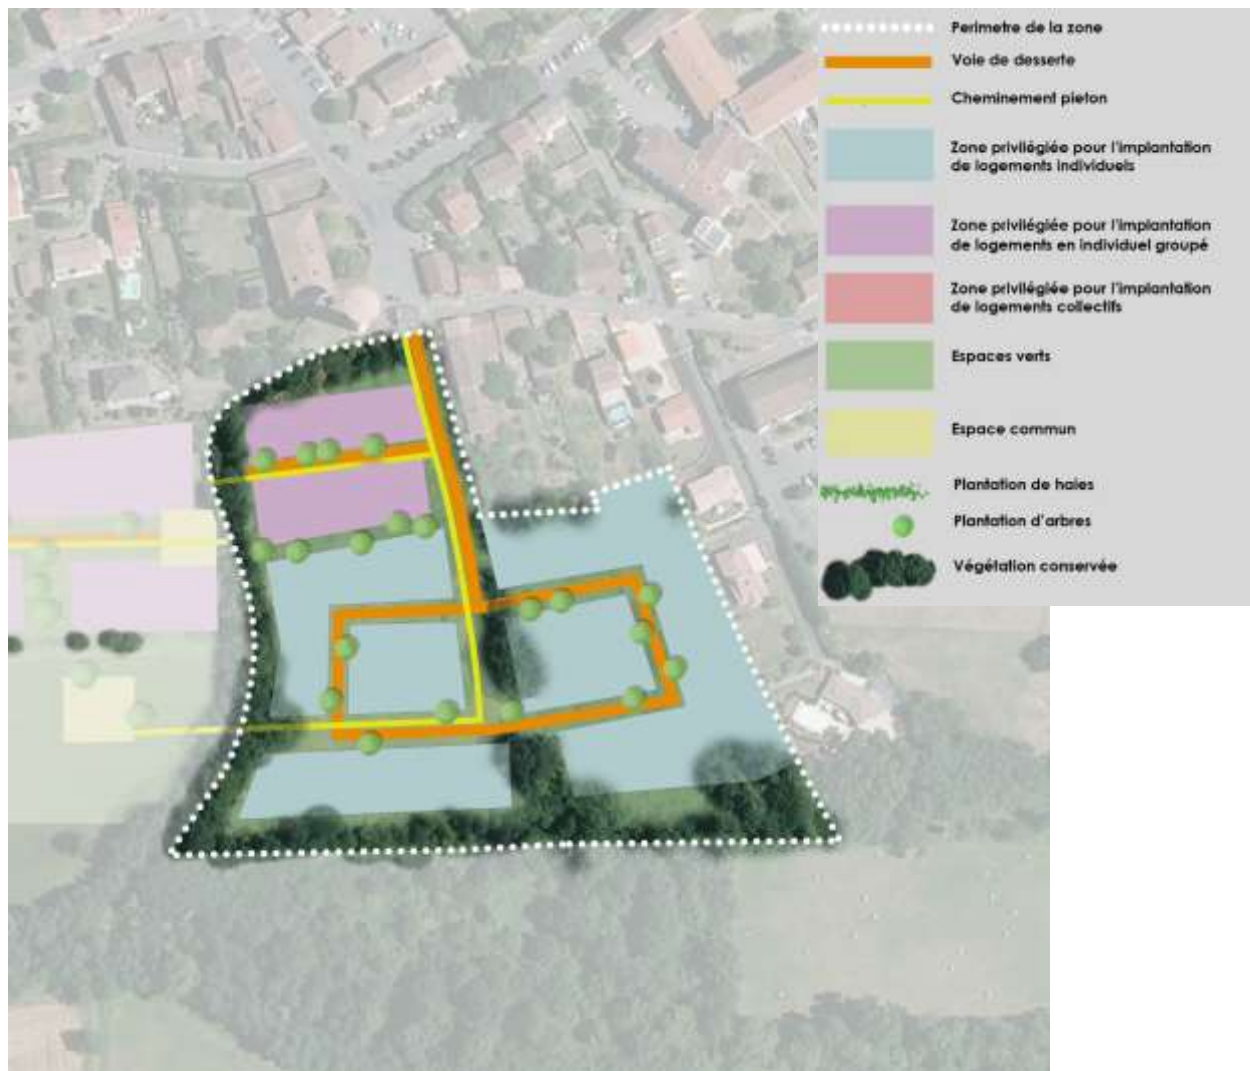 Perimetre de la zone
Voie de desserte
Cheminement pieton
Zone privilégiée pour l'implantation
de logements individuels
Zone privilégiée pour l'implantation
de logements en individuel groupé
Zone privilégiée pour l'implantation
de logements collectifs
Espaces verts
Espace commun
Plantation de haies
Plantation d'arbres
Végétation conservée